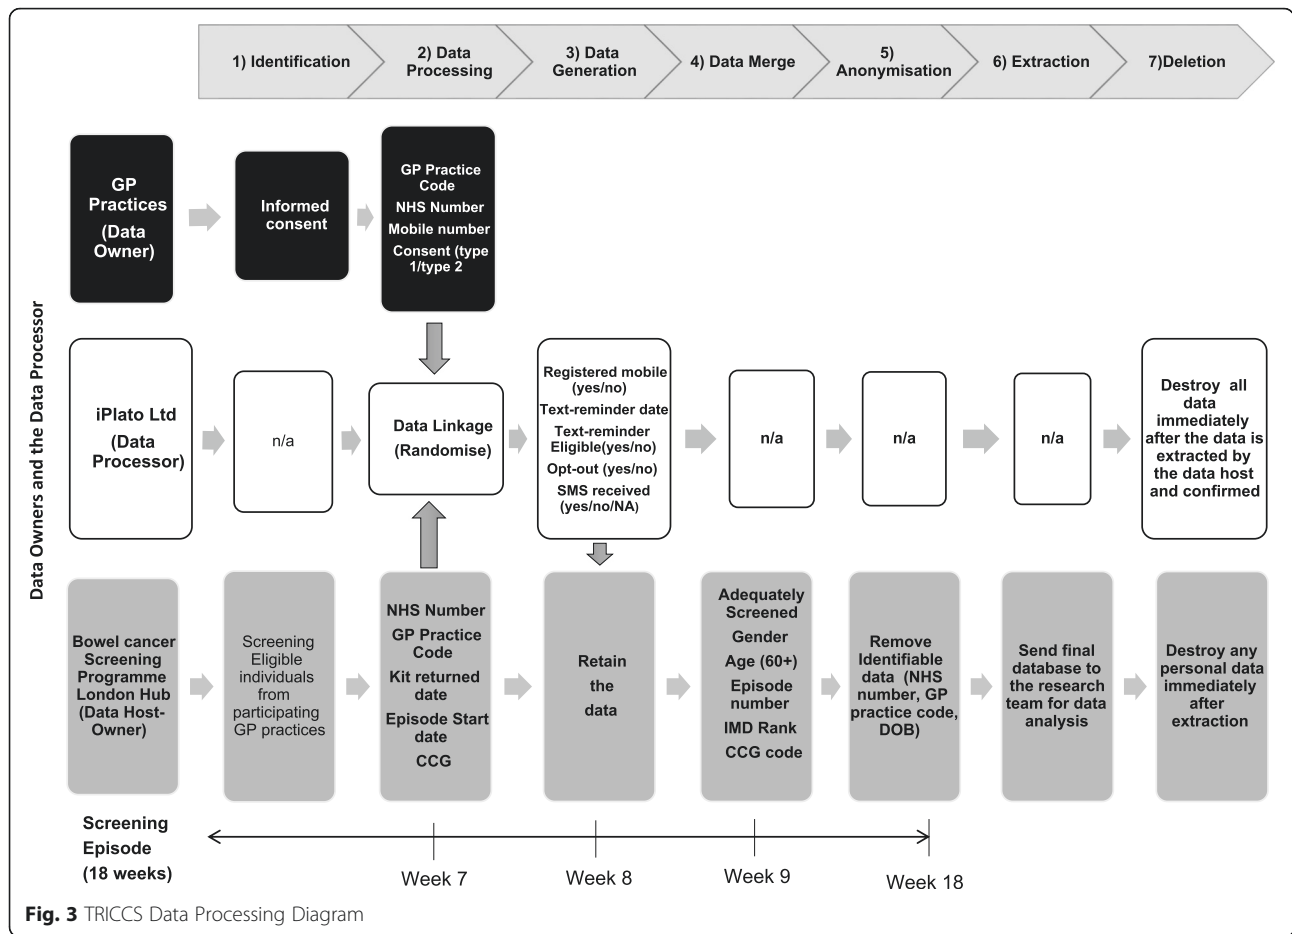 1) Identification
2) Data
Processing
3) Data
Generation
4) Data Merge
5)
Anonymisation
6) Extraction
7)Deletion
Data Owners and the Data Processor
GP
Practices
(Data
Owner)
Informed
consent
GP Practice
Code
NHS Number
Mobile number
Consent (type
1/type 2
iPlato Ltd
(Data
Processor)
n/a
Data Linkage
(Randomise)
Registered mobile
(yes/no)
Text-reminder date
Text-reminder
Eligible(yes/no)
Opt-out (yes/no)
SMS received
(yes/no/NA)
n/a
n/a
n/a
Destroy all
data
immediately
after the data is
extracted by
the data host
and confirmed
Bowel cancer
Screening
Programme
London Hub
(Data Host-
Owner)
Screening
Eligible
individuals
from
participating
GP practices
NHS Number
GP Practice
Code
Kit returned
date
Episode Start
date
CCG
Retain
the
data
Adequately
Screened
Gender
Age (60+)
Episode
number
IMD Rank
CCG code
Remove
Identifiable
data (NHS
number, GP
practice code,
DOB)
Send final
database to
the research
team for data
analysis
Destroy any
personal data
immediately
after
extraction
Screening
Episode
(18 weeks)
Week 7
Week 8
Week 9
Week 18
Fig. 3 TRICCS Data Processing Diagram